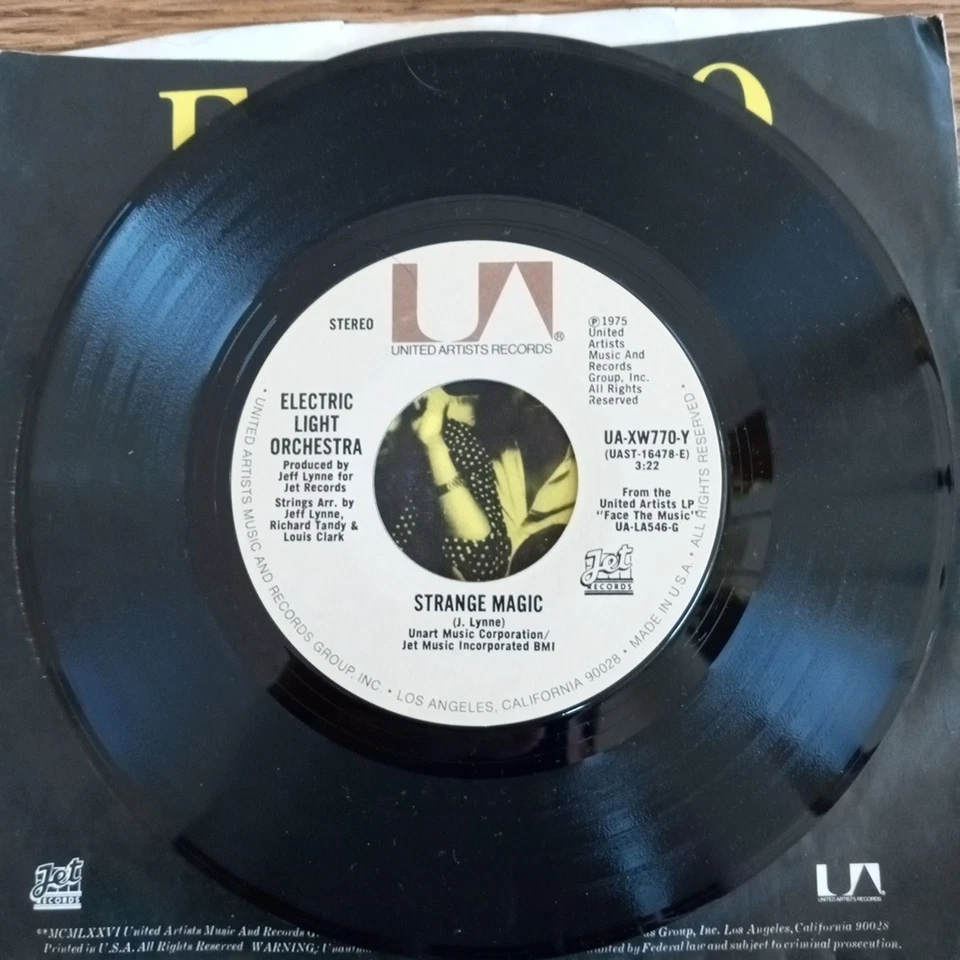 E O
STEREO
UA
®
UNITED ARTISTS RECORDS
℗1975
United
Artists
Music And
Records
Group, Inc.
All Rights
Reserved
ELECTRIC
LIGHT
ORCHESTRA
Produced by
Jeff Lynne for
Jet Records
Strings Arr. by
Jeff Lynne,
Richard Tandy &
Louis Clark
UA-XW770-Y
(UAST-16478-E)
3:22
From the
United Artists LP
"Face The Music"
UA-LA546-G
Jet
RECORDS
STRANGE MAGIC
(J. Lynne)
Unart Music Corporation/
Jet Music Incorporated BMI
• UNITED ARTISTS MUSIC AND RECORDS GROUP, INC. • LOS ANGELES, CALIFORNIA 90028 • MADE IN U.S.A. • ALL RIGHTS RESERVED •
Jet
RECORDS
UA
UNITED ARTISTS RECORDS
℗MCMLXXVI United Artists Music And Records Group, Inc. Los Angeles, California 90028
Printed in U.S.A. All Rights Reserved WARNING: by Federal law and subject to criminal prosecution.